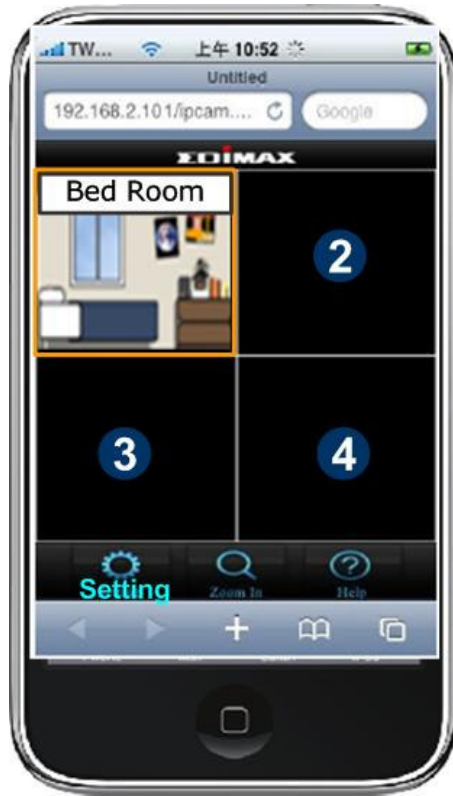 TW... 上午 10:52
Untitled
192.168.2.101/ipcam.... Google
EDIMAX
Bed Room
2
3
4
Setting Zoom In Help